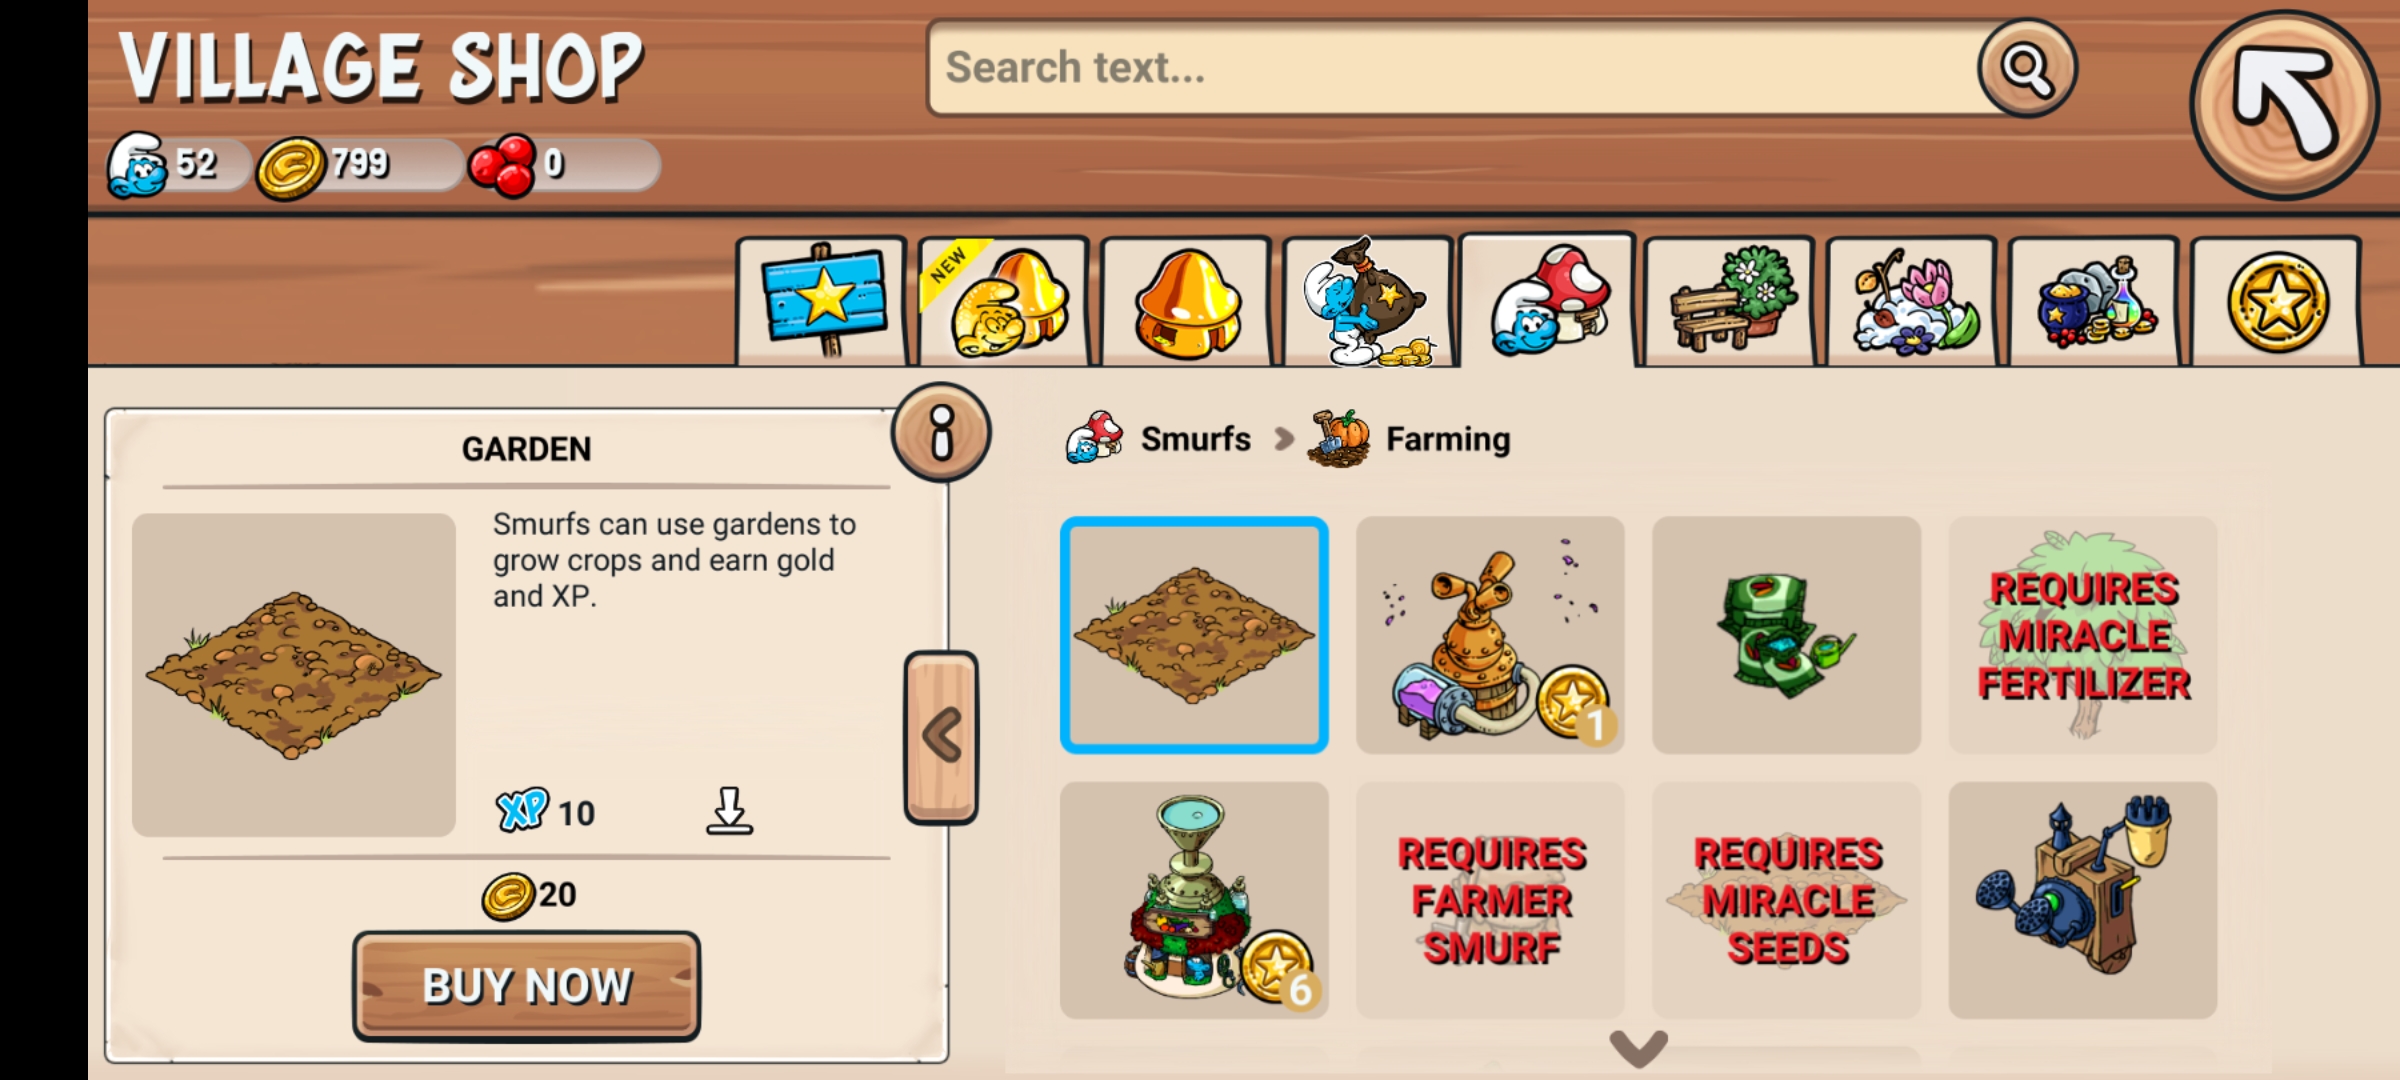 VILLAGE SHOP
Search text...
52 799 0
NEW
GARDEN
Smurfs can use gardens to
grow crops and earn gold
and XP.
XP 10
20
BUY NOW
Smurfs > Farming
1
REQUIRES
MIRACLE
FERTILIZER
6
REQUIRES
FARMER
SMURF
REQUIRES
MIRACLE
SEEDS